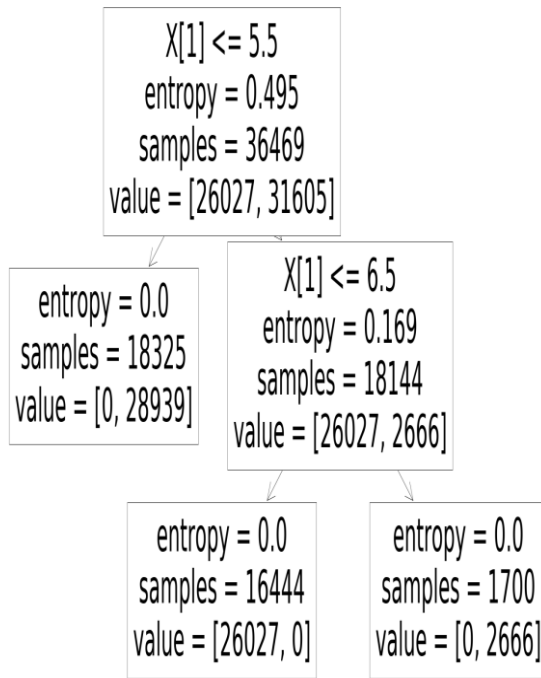 X[1] <= 5.5
entropy = 0.495
samples = 36469
value = [26027, 31605]
entropy = 0.0
samples = 18325
value = [0, 28939]
X[1] <= 6.5
entropy = 0.169
samples = 18144
value = [26027, 2666]
entropy = 0.0
samples = 16444
value = [26027, 0]
entropy = 0.0
samples = 1700
value = [0, 2666]